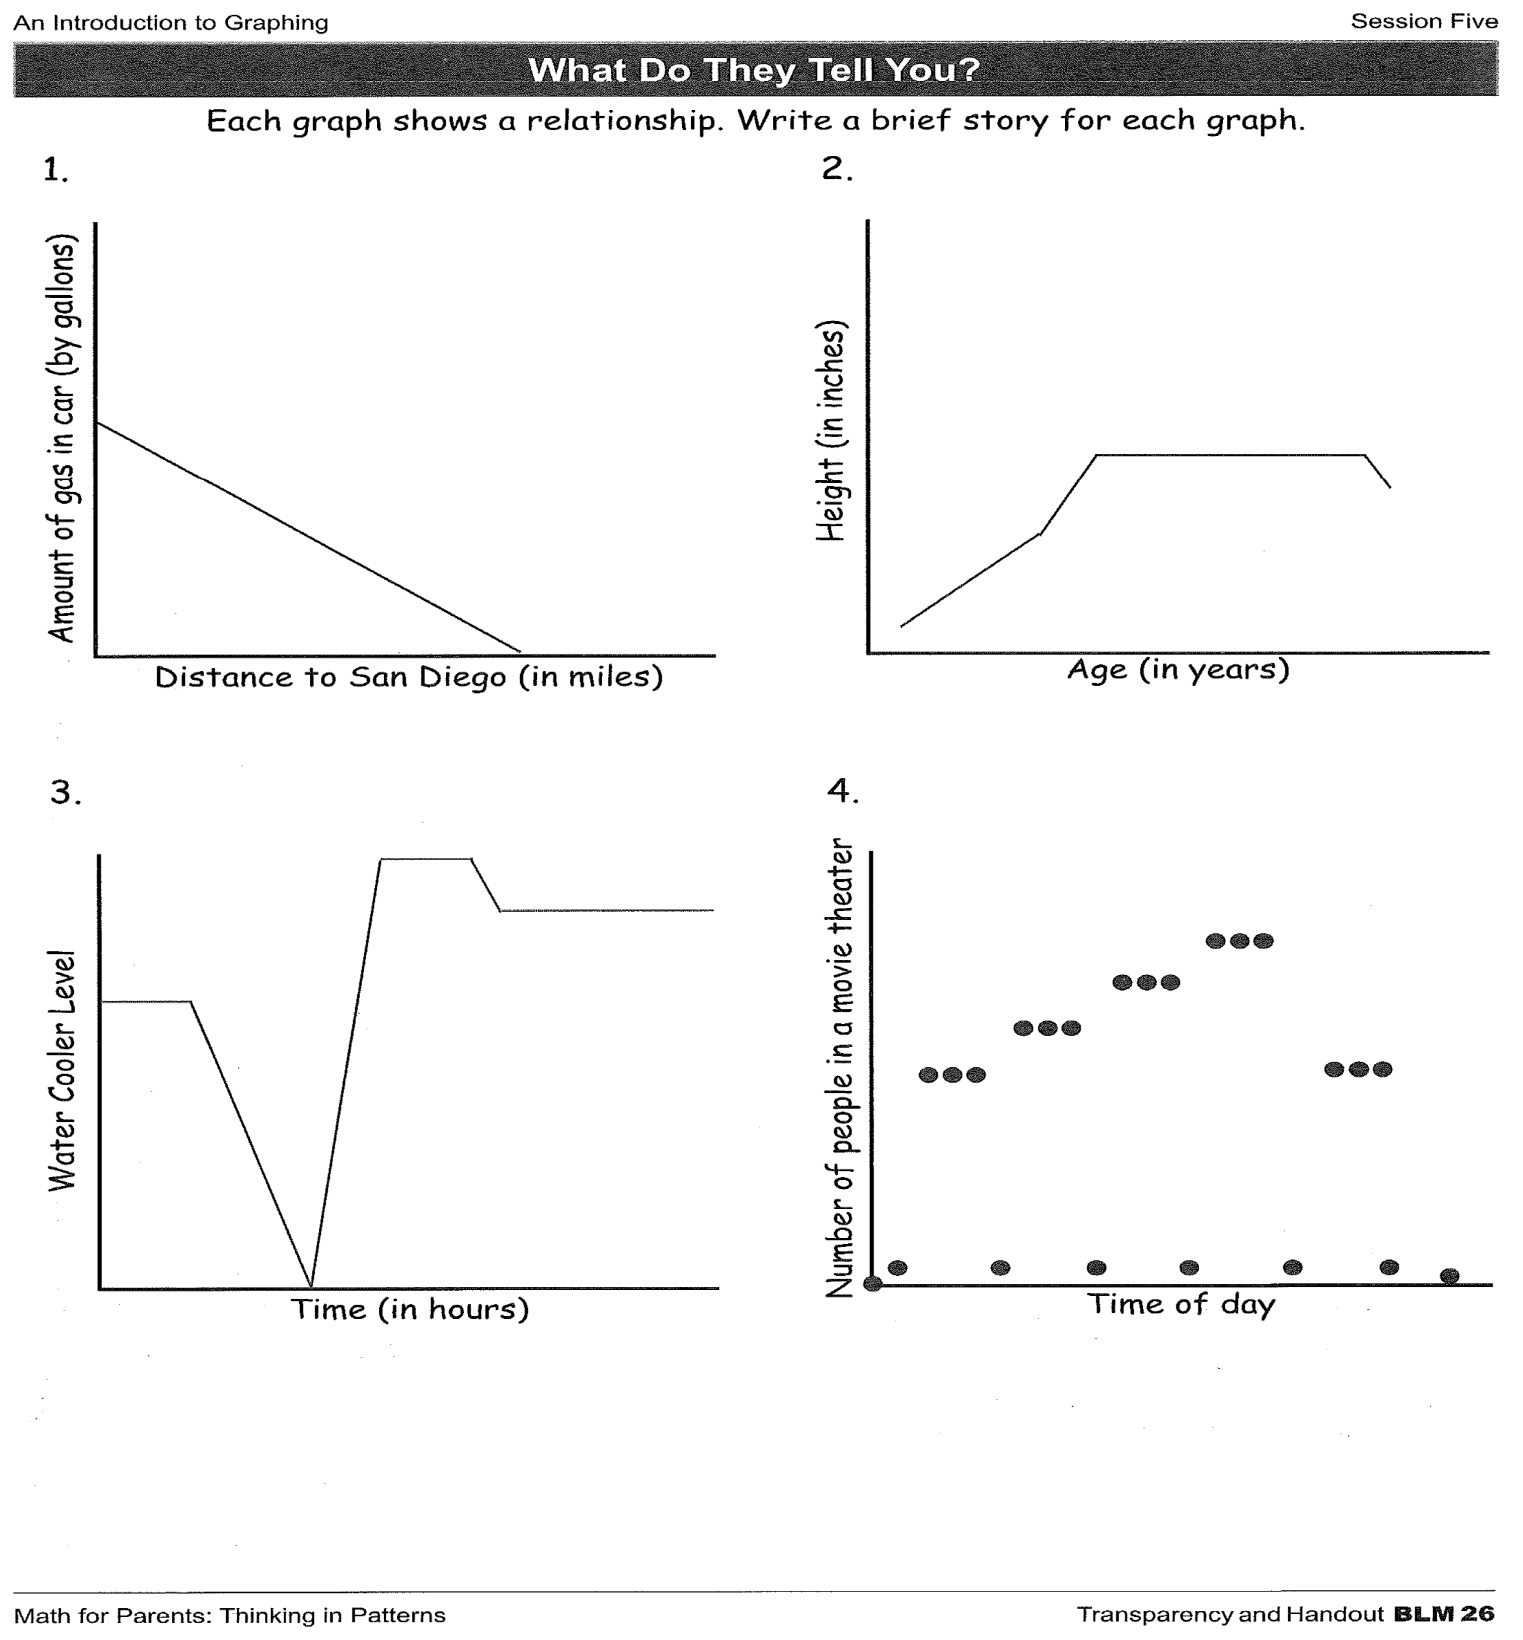 An Introduction to Graphing
Session Five
What Do They Tell You?
Each graph shows a relationship. Write a brief story for each graph.
1.
Amount of gas in car (by gallons)
Distance to San Diego (in miles)
2.
Height (in inches)
Age (in years)
3.
Water Cooler Level
Time (in hours)
4.
Number of people in a movie theater
Time of day
Math for Parents: Thinking in Patterns
Transparency and Handout BLM 26